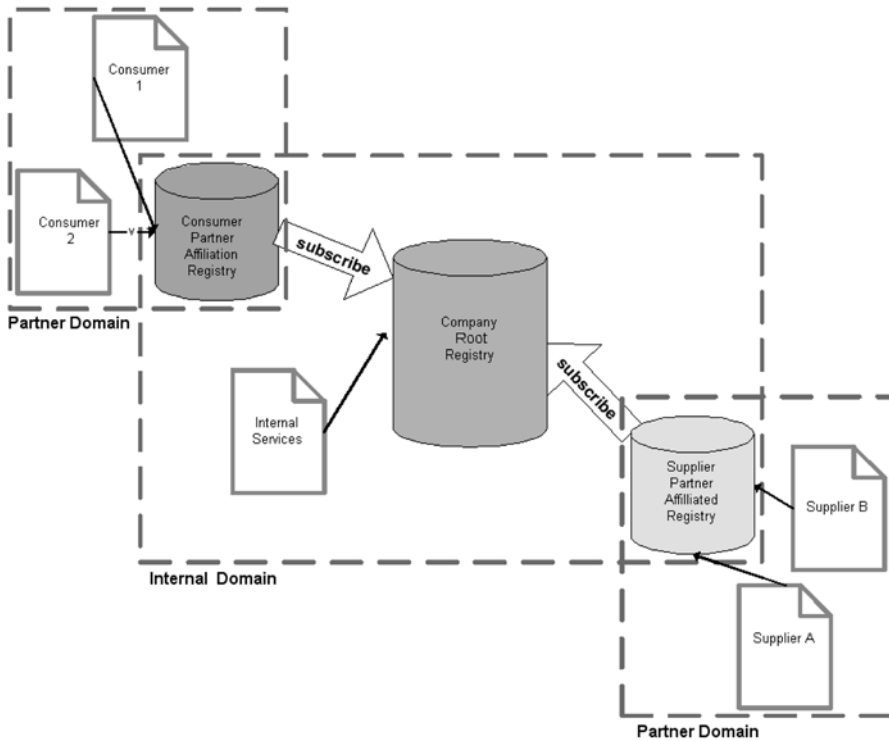 Consumer
1
Consumer
2
Consumer
Partner
Affiliation
Registry
subscribe
Partner Domain
Company
Root
Registry
Internal
Services
subscribe
Supplier
Partner
Affilliated
Registry
Supplier B
Internal Domain
Supplier A
Partner Domain